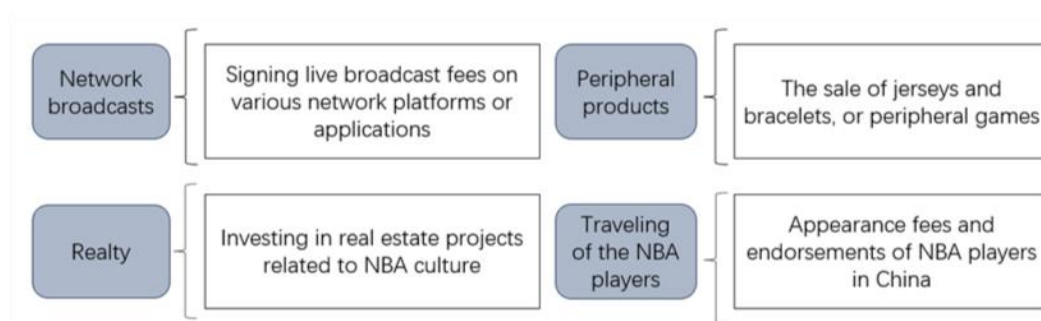 Network
broadcasts
Signing live broadcast fees on
various network platforms or
applications
Peripheral
products
The sale of jerseys and
bracelets, or peripheral games
Realty
Investing in real estate projects
related to NBA culture
Traveling
of the NBA
players
Appearance fees and
endorsements of NBA players
in China